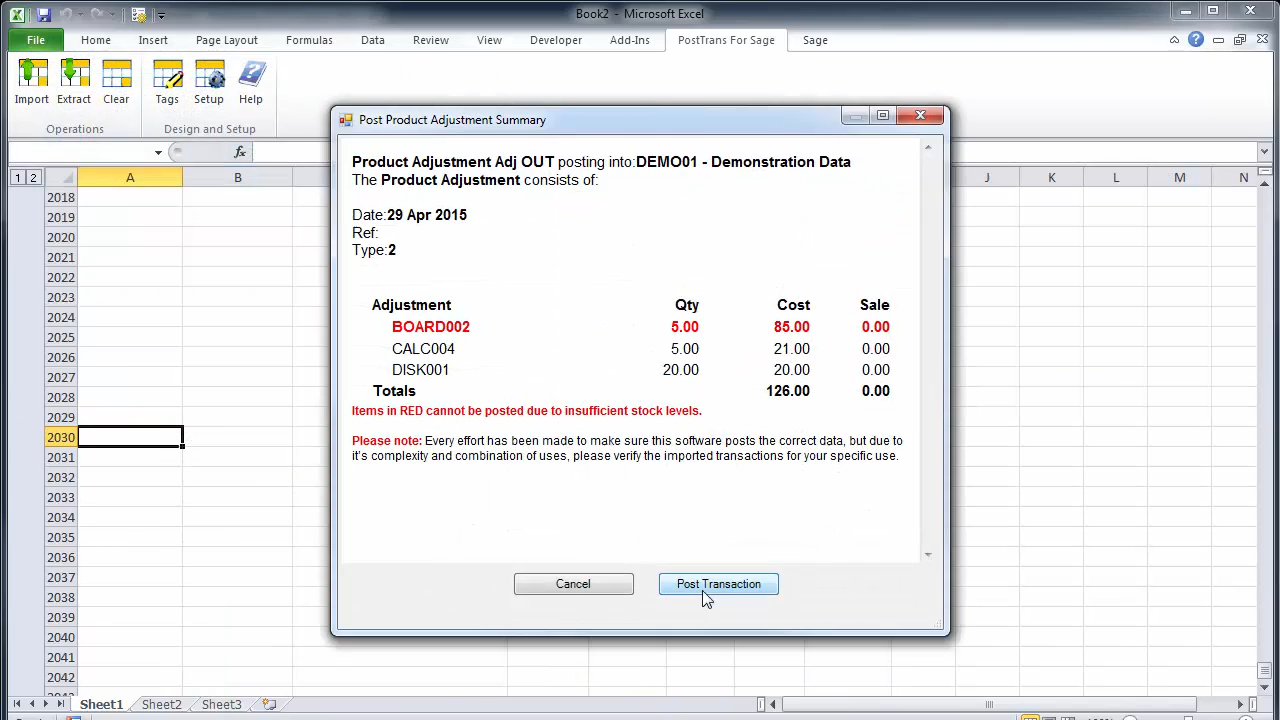 Book2 - Microsoft Excel
File Home Insert Page Layout Formulas Data Review View Developer Add-Ins PostTrans For Sage Sage
Import Extract Clear Tags Setup Help
Operations Design and Setup
fx
Post Product Adjustment Summary
1 2 A B J K L M N
Product Adjustment Adj OUT posting into:DEMO01 - Demonstration Data
The Product Adjustment consists of:
Date:29 Apr 2015
Ref:
Type:2
Adjustment Qty Cost Sale
BOARD002 5.00 85.00 0.00
CALC004 5.00 21.00 0.00
DISK001 20.00 20.00 0.00
Totals 126.00 0.00
Items in RED cannot be posted due to insufficient stock levels.
Please note: Every effort has been made to make sure this software posts the correct data, but due to
it's complexity and combination of uses, please verify the imported transactions for your specific use.
Cancel Post Transaction
2018
2019
2020
2021
2022
2023
2024
2025
2026
2027
2028
2029
2030
2031
2032
2033
2034
2035
2036
2037
2038
2039
2040
2041
2042
Sheet1 Sheet2 Sheet3